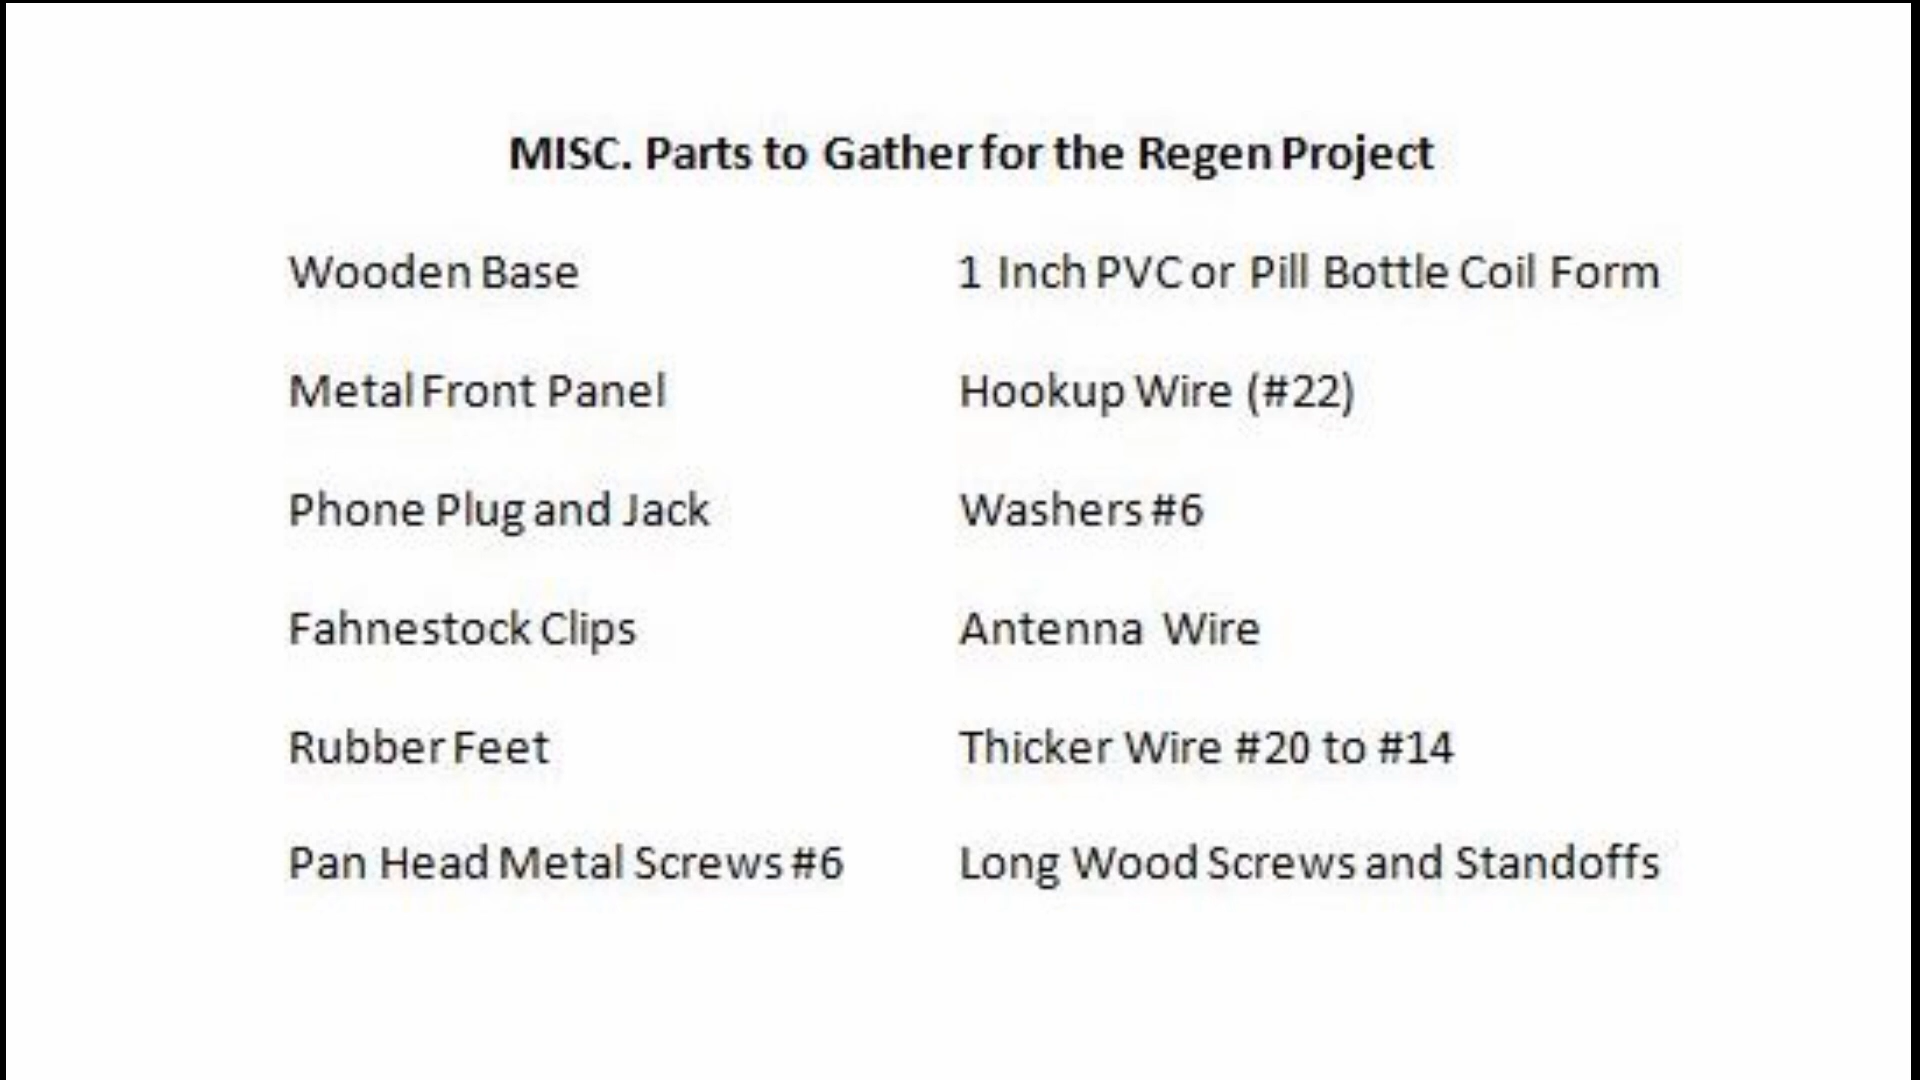 MISC. Parts to Gather for the Regen Project
Wooden Base
1 Inch PVC or Pill Bottle Coil Form
Metal Front Panel
Hookup Wire (#22)
Phone Plug and Jack
Washers #6
Fahnestock Clips
Antenna Wire
Rubber Feet
Thicker Wire #20 to #14
Pan Head Metal Screws #6
Long Wood Screws and Standoffs